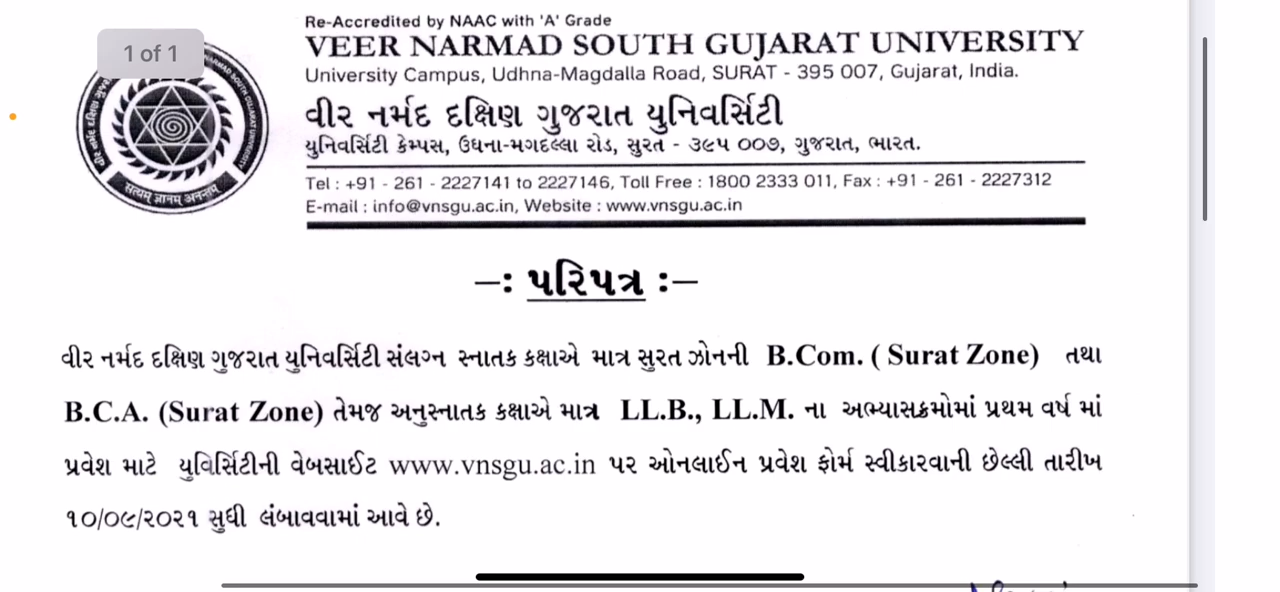 1 of 1
Re-Accredited by NAAC with 'A' Grade
VEER NARMAD SOUTH GUJARAT UNIVERSITY
University Campus, Udhna-Magdalla Road, SURAT - 395 007, Gujarat, India.
વીર નર્મદ દક્ષિણ ગુજરાત યુનિવર્સિટી
યુનિવર્સિટી કેમ્પસ, ઉધના-મગદલ્લા રોડ, સુરત - ૩૯૫ ૦૦૭, ગુજરાત, ભારત.
Tel : +91 - 261 - 2227141 to 2227146, Toll Free : 1800 2333 011, Fax : +91 - 261 - 2227312
E-mail : info@vnsgu.ac.in, Website : www.vnsgu.ac.in
सत्यम् ज्ञानम् अनन्तम्
–: પરિપત્ર :–
વીર નર્મદ દક્ષિણ ગુજરાત યુનિવર્સિટી સંલગ્ન સ્નાતક કક્ષાએ માત્ર સુરત ઝોનની B.Com. ( Surat Zone) તથા
B.C.A. (Surat Zone) તેમજ અનુસ્નાતક કક્ષાએ માત્ર LL.B., LL.M. ના અભ્યાસક્રમોમાં પ્રથમ વર્ષ માં
પ્રવેશ માટે યુવિર્સિટીની વેબસાઈટ www.vnsgu.ac.in પર ઓનલાઈન પ્રવેશ ફોર્મ સ્વીકારવાની છેલ્લી તારીખ
૧૦/૦૯/૨૦૨૧ સુધી લંબાવવામાં આવે છે.